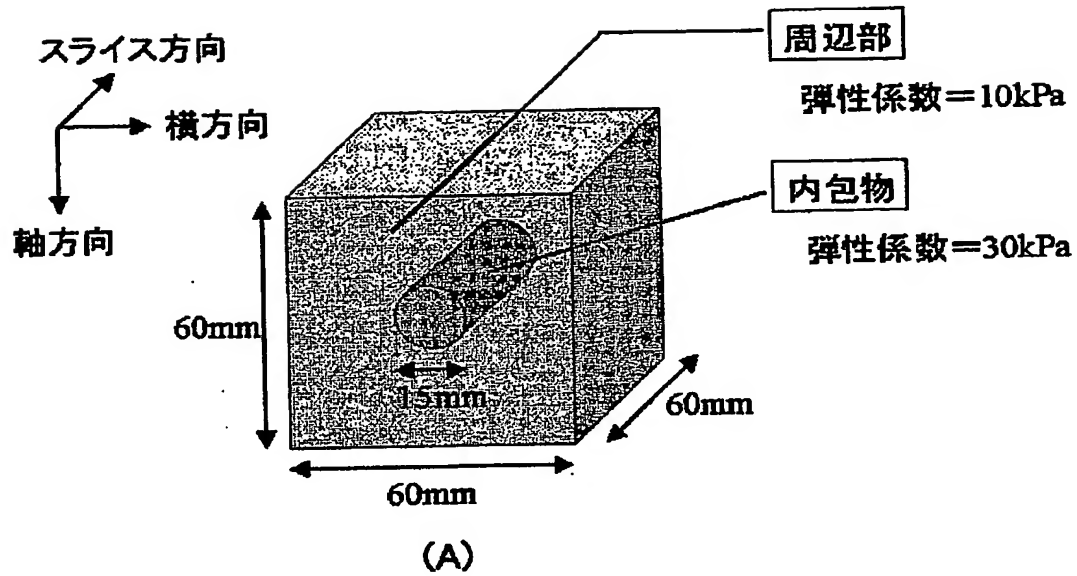 スライス方向
横方向
軸方向
周辺部
弾性係数=10kPa
内包物
弾性係数=30kPa
60mm
15mm
60mm
60mm
(A)